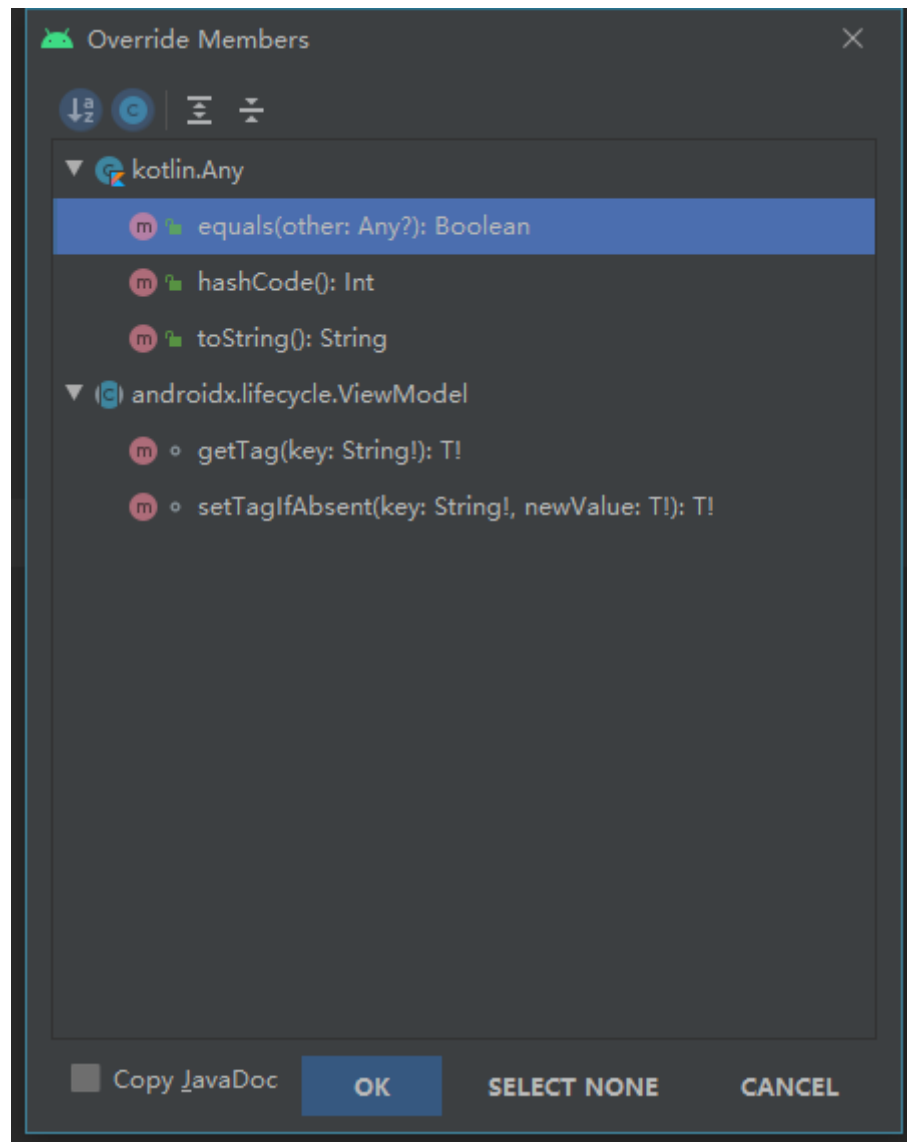 Override Members
kotlin.Any
equals(other: Any?): Boolean
hashCode(): Int
toString(): String
androidx.lifecycle.ViewModel
getTag(key: String!): T!
setTagIfAbsent(key: String!, newValue: T!): T!
Copy JavaDoc OK SELECT NONE CANCEL